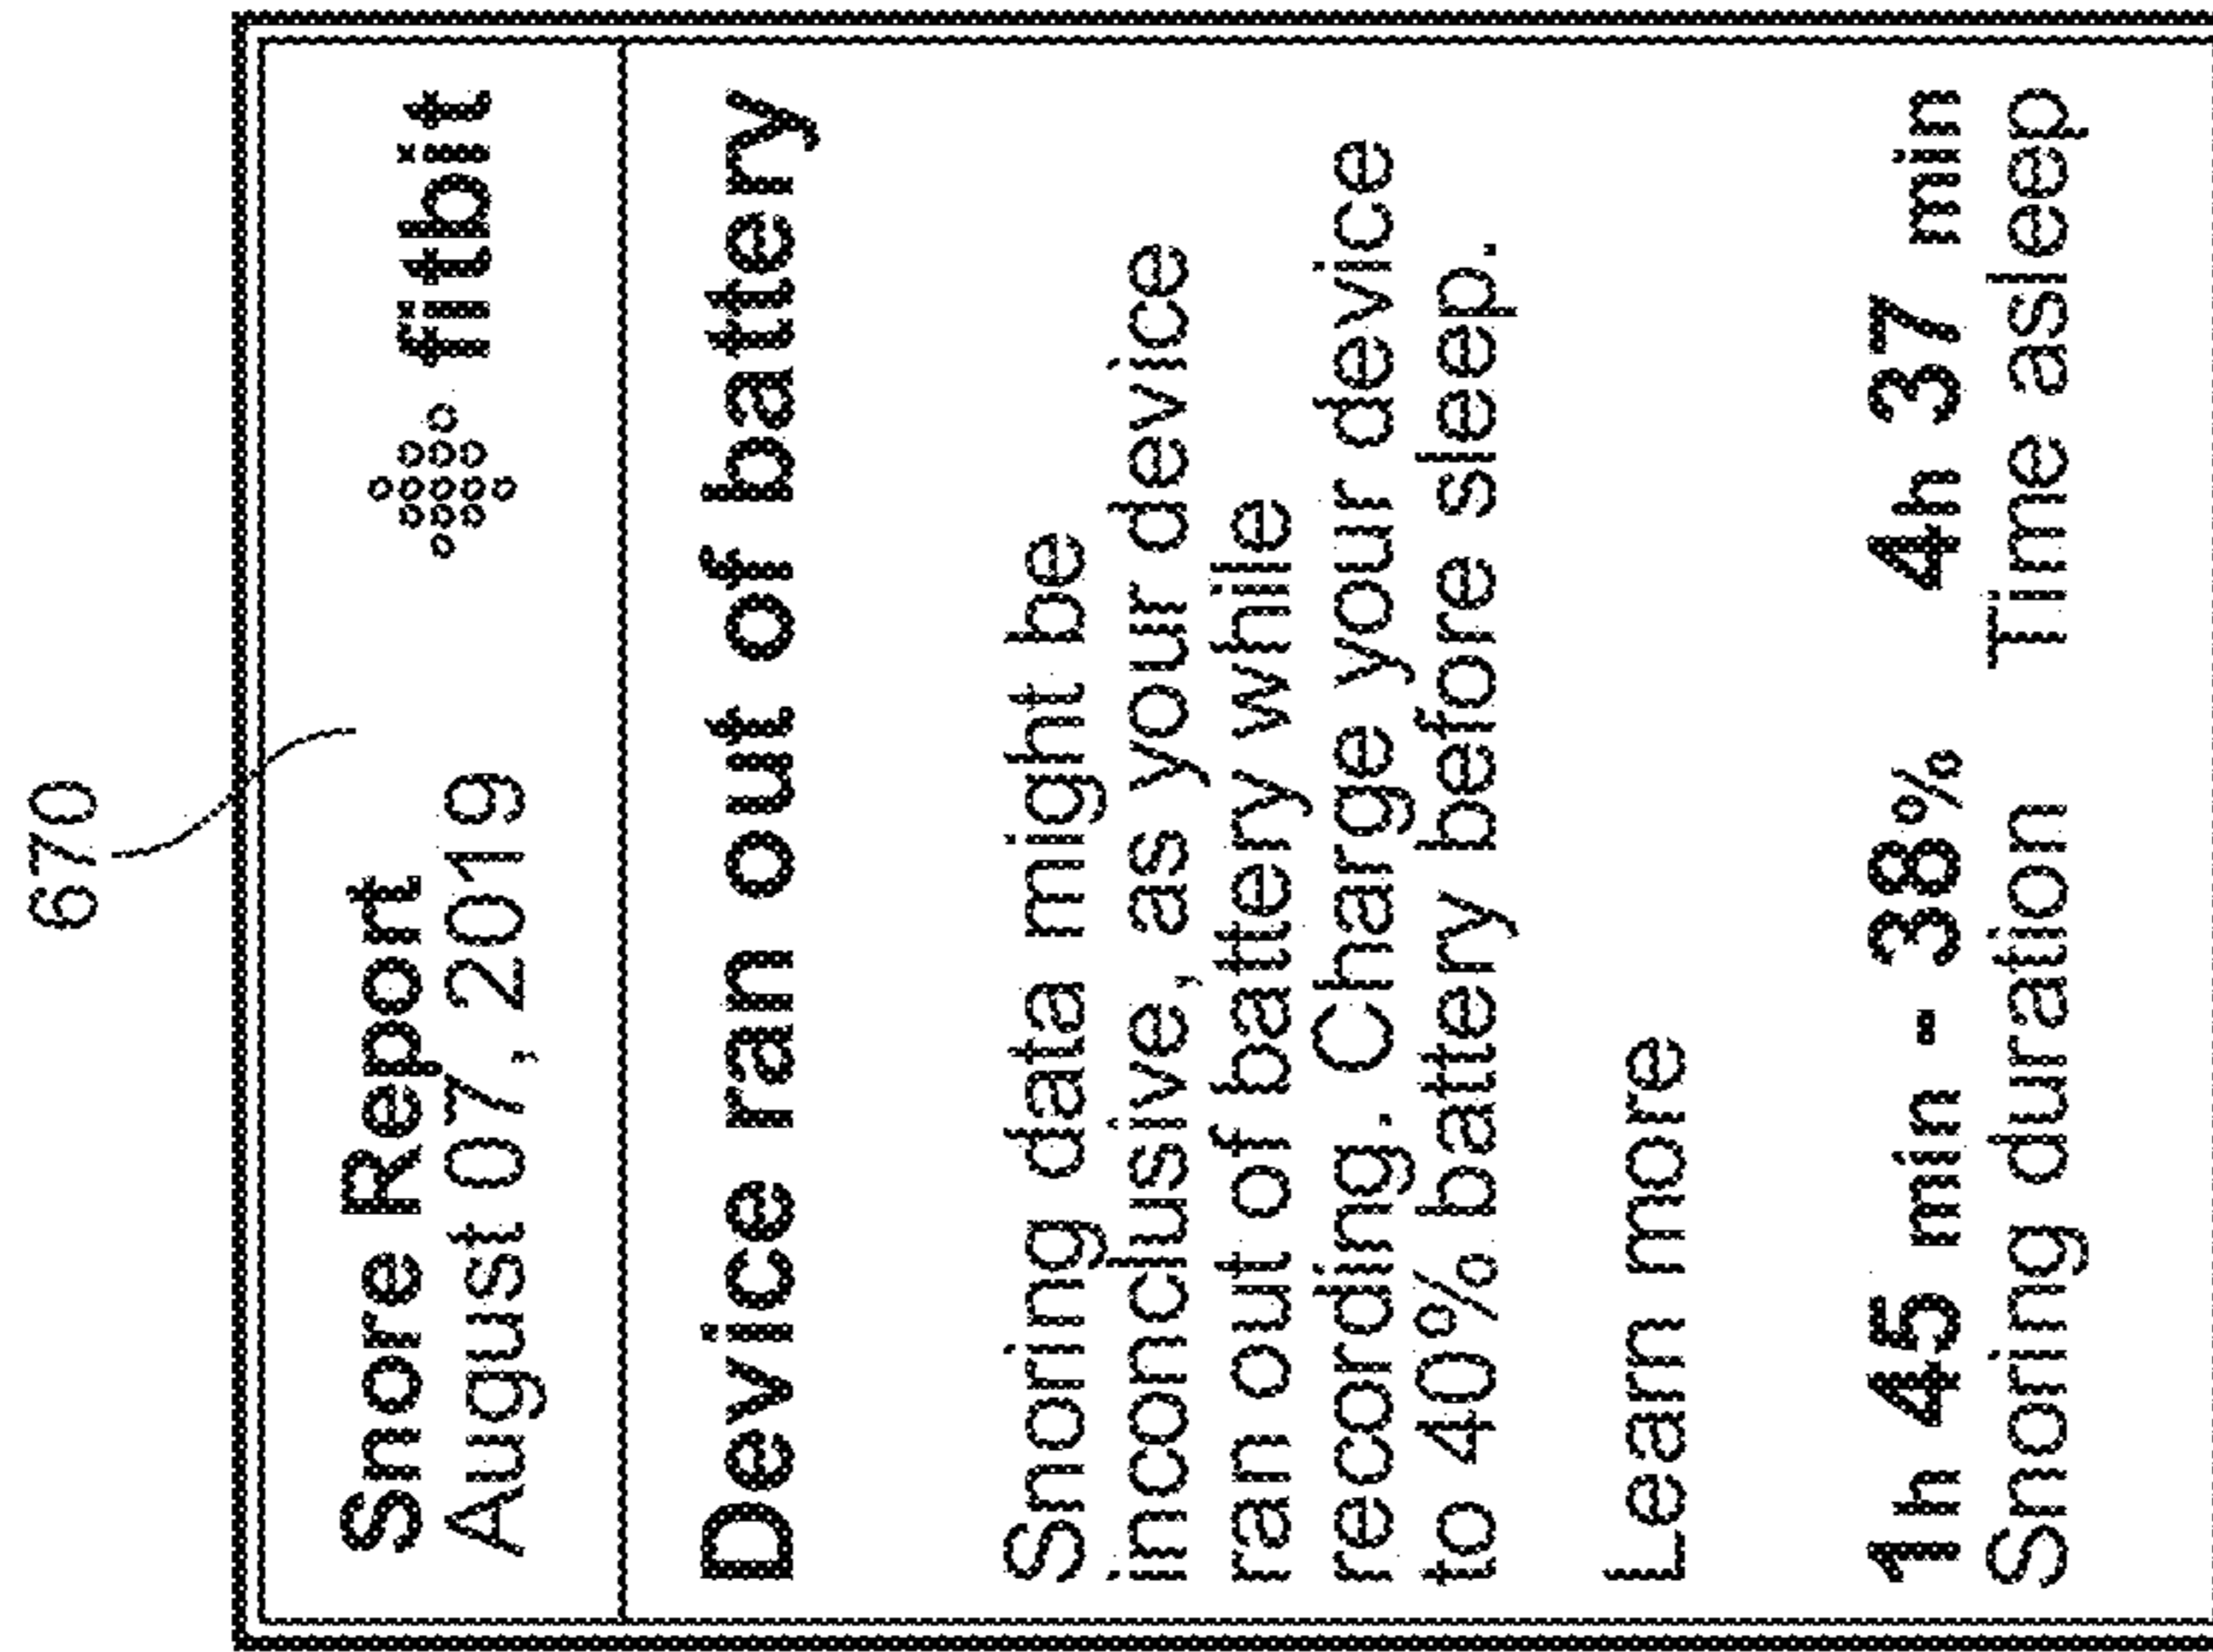 670
Snore Report
August 07, 2019
fitbit
Device ran out of battery
Snoring data might be
inconclusive, as your device
ran out of battery while
recording. Charge your device
to 40% battery before sleep.
Learn more
1h 45 min - 38% 4h 37 min
Snoring duration Time asleep